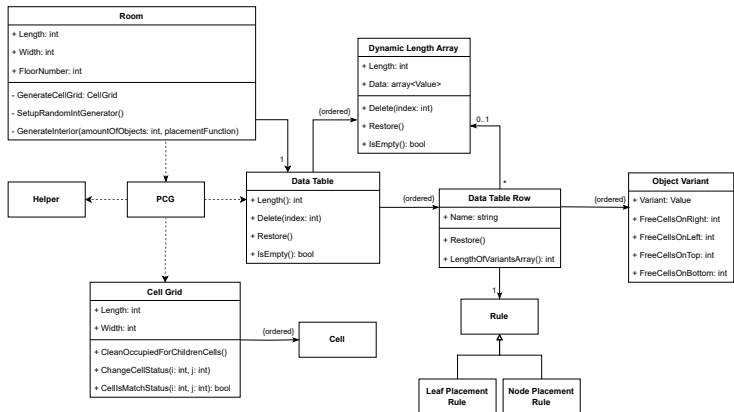 Room
+ Length: int
+ Width: int
+ FloorNumber: int
- GenerateCellGrid: CellGrid
- SetupRandomIntGenerator()
- GenerateInterior(amountOfObjects: int, placementFunction)
Dynamic Length Array
+ Length: int
+ Data: array<Value>
+ Delete(index: int)
+ Restore()
+ IsEmpty(): bool
{ordered}
0..1
1
*
Helper
PCG
Data Table
+ Length(): int
+ Delete(index: int)
+ Restore()
+ IsEmpty(): bool
{ordered}
Data Table Row
+ Name: string
+ Restore()
+ LengthOfVariantsArray(): int
{ordered}
Object Variant
+ Variant: Value
+ FreeCellsOnRight: int
+ FreeCellsOnLeft: int
+ FreeCellsOnTop: int
+ FreeCellsOnBottom: int
Cell Grid
+ Length: int
+ Width: int
+ CleanOccupiedForChildrenCells()
+ ChangeCellStatus(i: int, j: int)
+ CellIsMatchStatus(i: int, j: int): bool
{ordered}
Cell
1
Rule
Leaf Placement
Rule
Node Placement
Rule